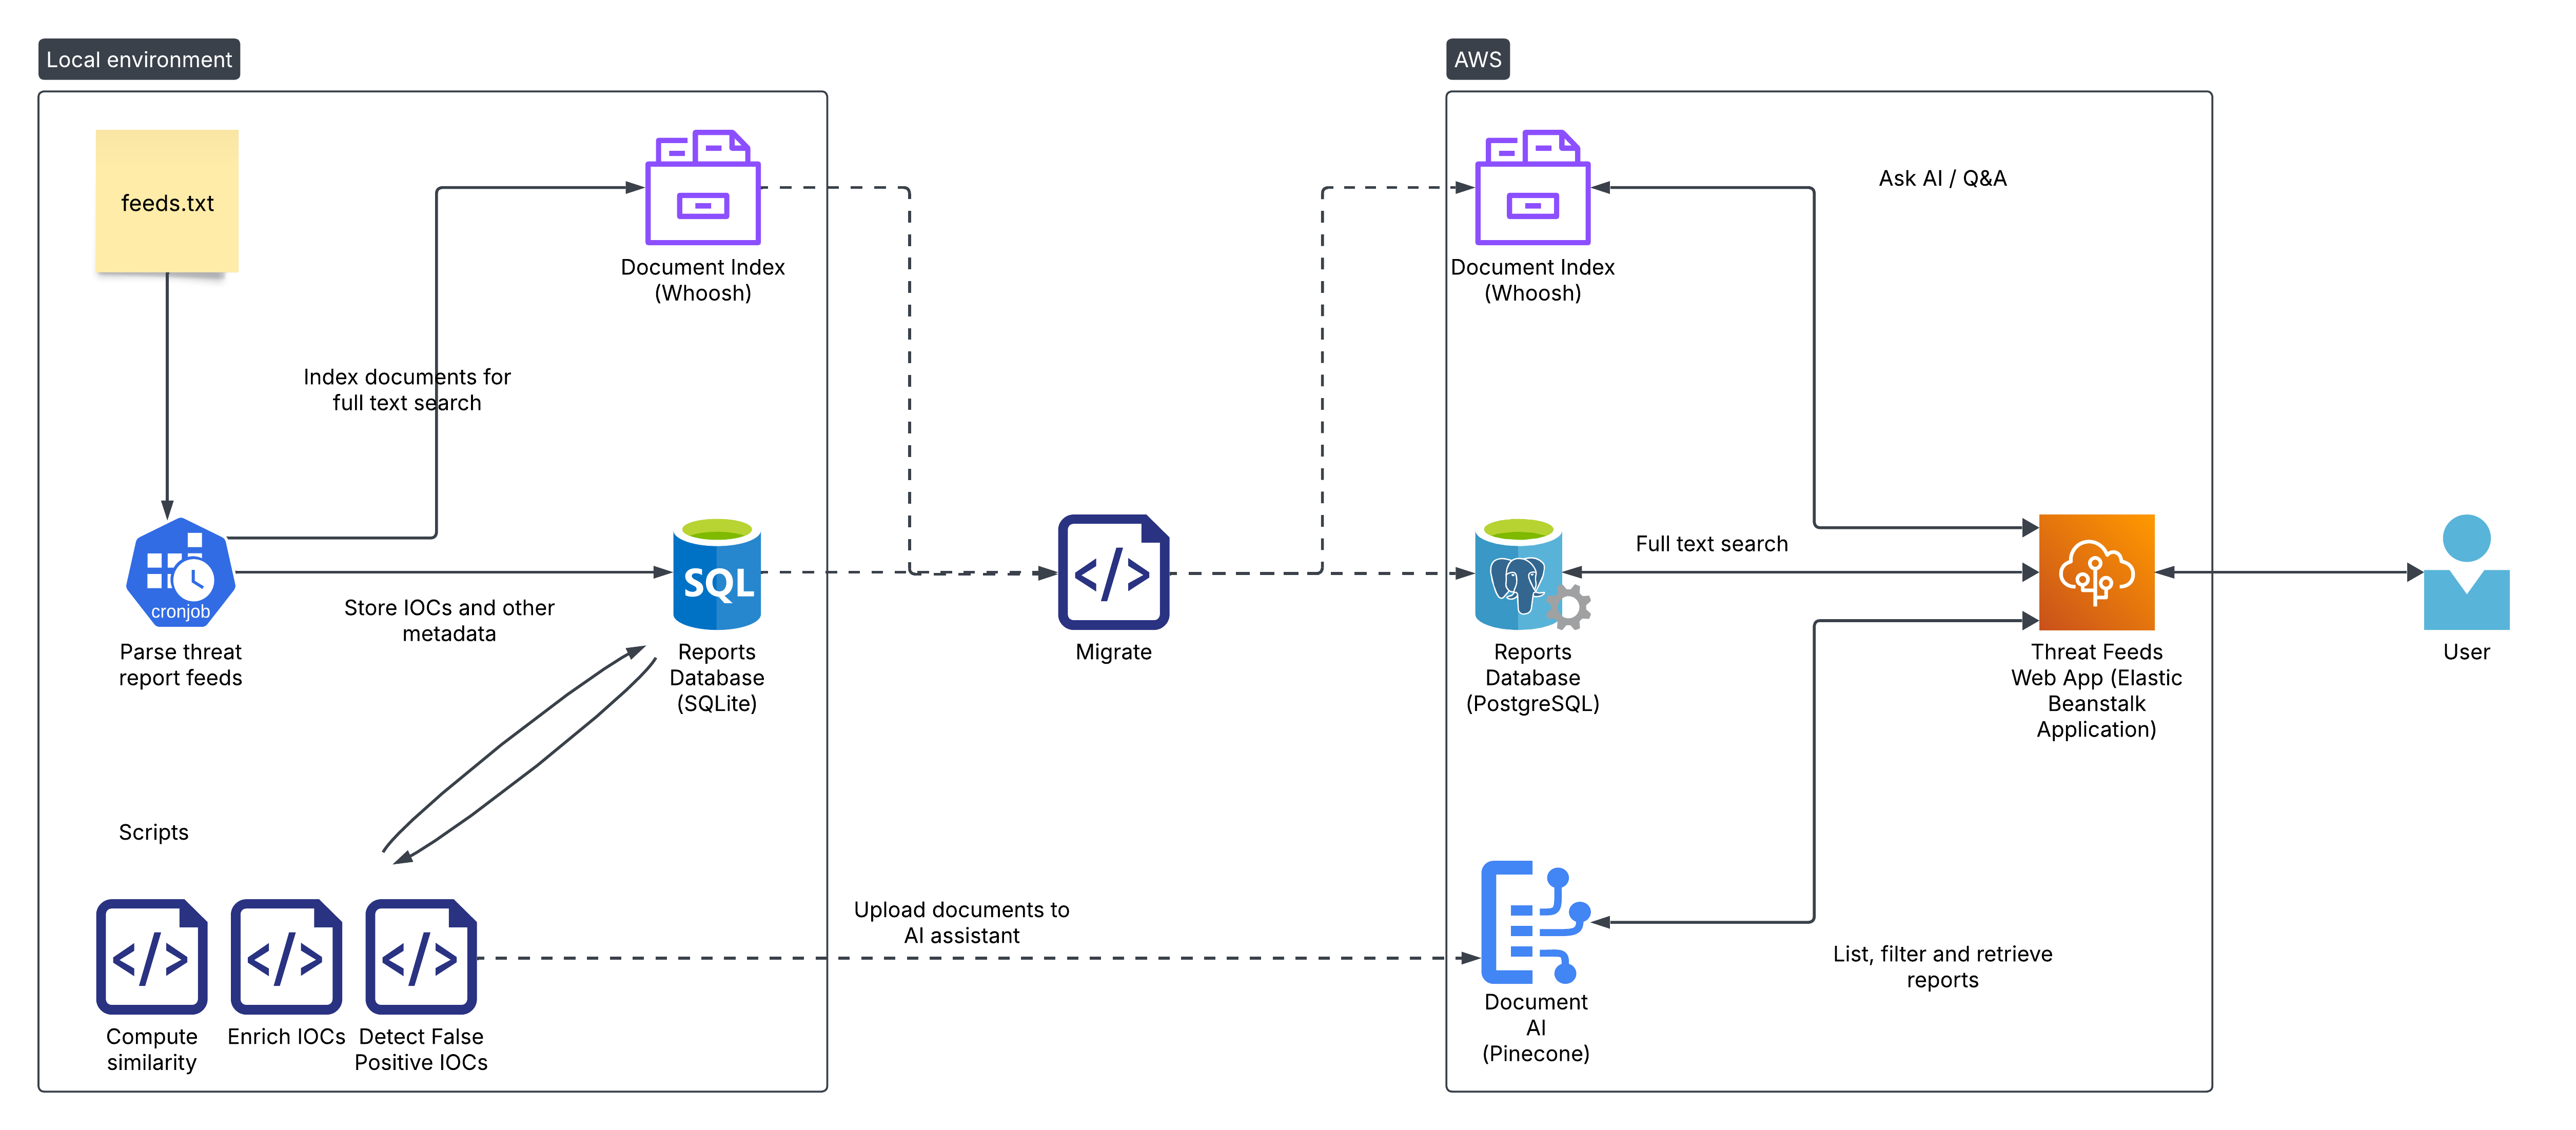 Local environment
AWS
feeds.txt
Document Index
(Whoosh)
Index documents for
full text search
cronjob
Parse threat
report feeds
Store IOCs and other
metadata
SQL
Reports
Database
(SQLite)
Scripts
</>
Compute
similarity
</>
Enrich IOCs
</>
Detect False
Positive IOCs
</>
Migrate
Upload documents to
AI assistant
Document Index
(Whoosh)
Ask AI / Q&A
Full text search
Reports
Database
(PostgreSQL)
Threat Feeds
Web App (Elastic
Beanstalk
Application)
User
List, filter and retrieve
reports
Document
AI
(Pinecone)